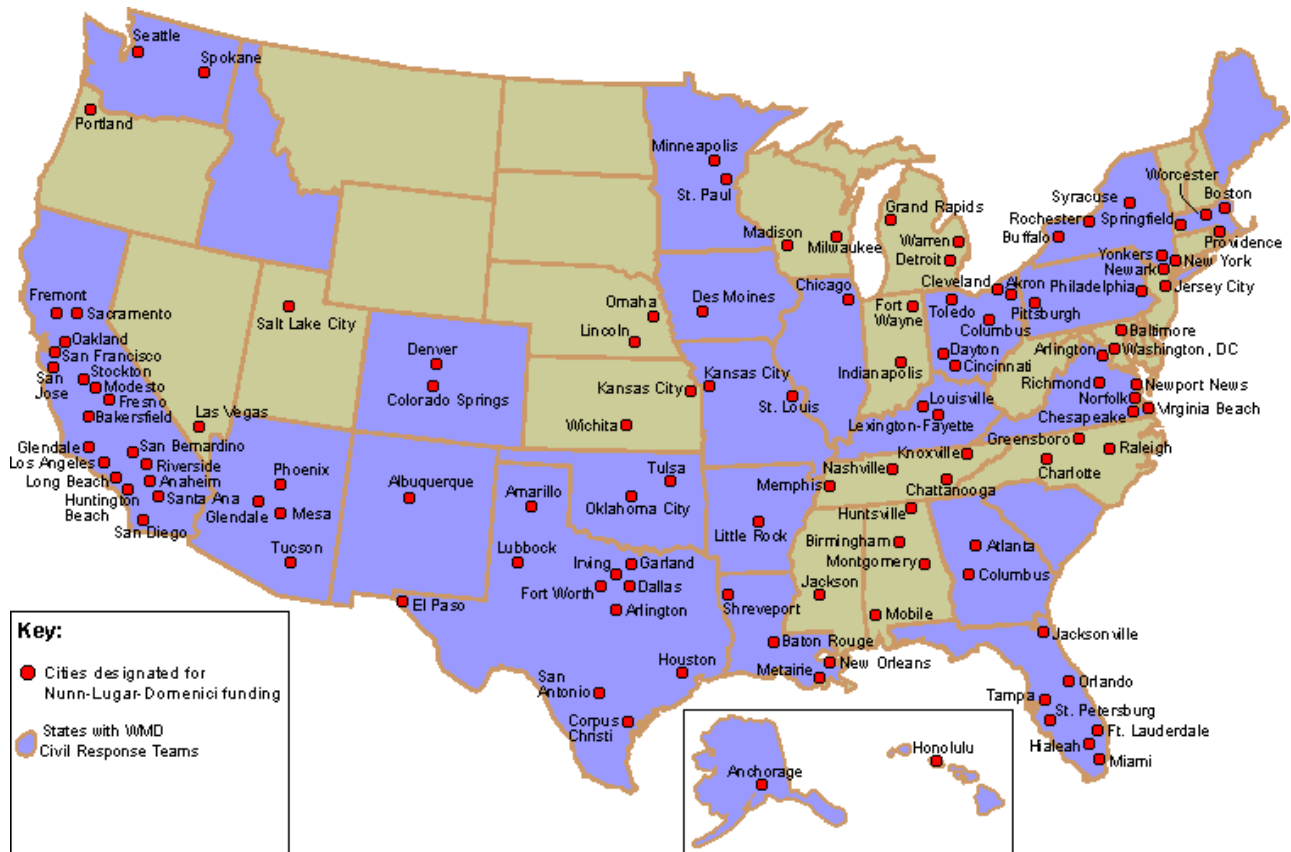 Seattle
Spokane
Portland
Minneapolis
St. Paul
Worcester
Boston
Syracuse
Rochester
Springfield
Buffalo
Providence
Grand Rapids
Madison
Milwaukee
Warren
Detroit
Yonkers
New York
Newark
Cleveland
Akron
Philadelphia
Jersey City
Chicago
Des Moines
Omaha
Lincoln
Fort
Wayne
Toledo
Pittsburgh
Columbus
Fremont
Sacramento
Salt Lake City
Baltimore
Oakland
San Francisco
Stockton
San
Jose
Modesto
Fresno
Bakersfield
Denver
Colorado Springs
Kansas City
Kansas City
St. Louis
Indianapolis
Dayton
Cincinnati
Arlington
Washington, DC
Richmond
Newport News
Norfolk
Virginia Beach
Chesapeake
Louisville
Lexington-Fayette
Las Vegas
Wichita
Greensboro
Raleigh
Charlotte
Knoxville
Nashville
Memphis
Chattanooga
Glendale
San Bernardino
Los Angeles
Riverside
Long Beach
Anaheim
Huntington
Beach
Santa Ana
San Diego
Phoenix
Glendale
Mesa
Tucson
Albuquerque
Amarillo
Tulsa
Oklahoma City
Little Rock
Huntsville
Birmingham
Montgomery
Atlanta
Columbus
Lubbock
Irving
Garland
Fort Worth
Dallas
Arlington
El Paso
Shreveport
Jackson
Mobile
Jacksonville
Baton Rouge
New Orleans
Metairie
Houston
San
Antonio
Corpus
Christi
Orlando
Tampa
St. Petersburg
Ft. Lauderdale
Hialeah
Miami
Anchorage
Honolulu
Key:
Cities designated for
Nunn-Lugar-Domenici funding
States with WMD
Civil Response Teams